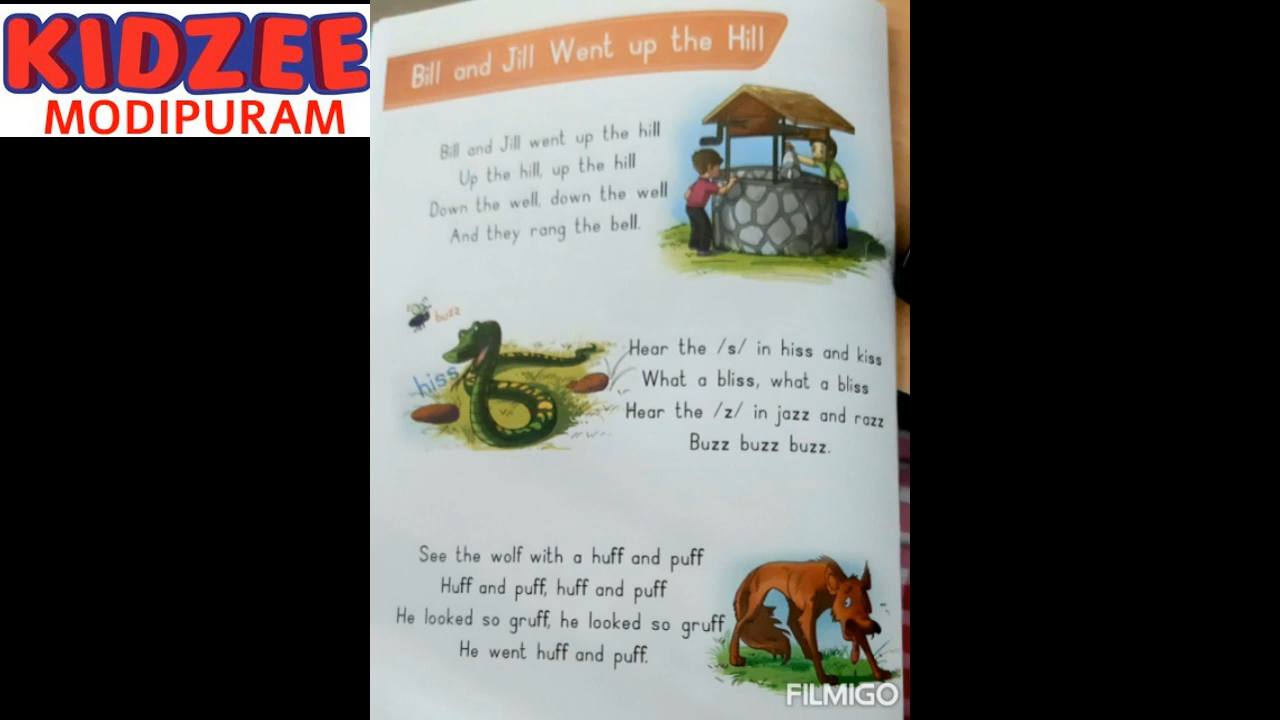 KIDZEE
MODIPURAM
Bill and Jill Went up the Hill
Bill and Jill went up the hill
Up the hill, up the hill
Down the well, down the well
And they rang the bell.
buzz
hiss
Hear the /s/ in hiss and kiss
What a bliss, what a bliss
Hear the /z/ in jazz and razz
Buzz buzz buzz.
See the wolf with a huff and puff
Huff and puff, huff and puff
He looked so gruff, he looked so gruff
He went huff and puff.
FILMIGO